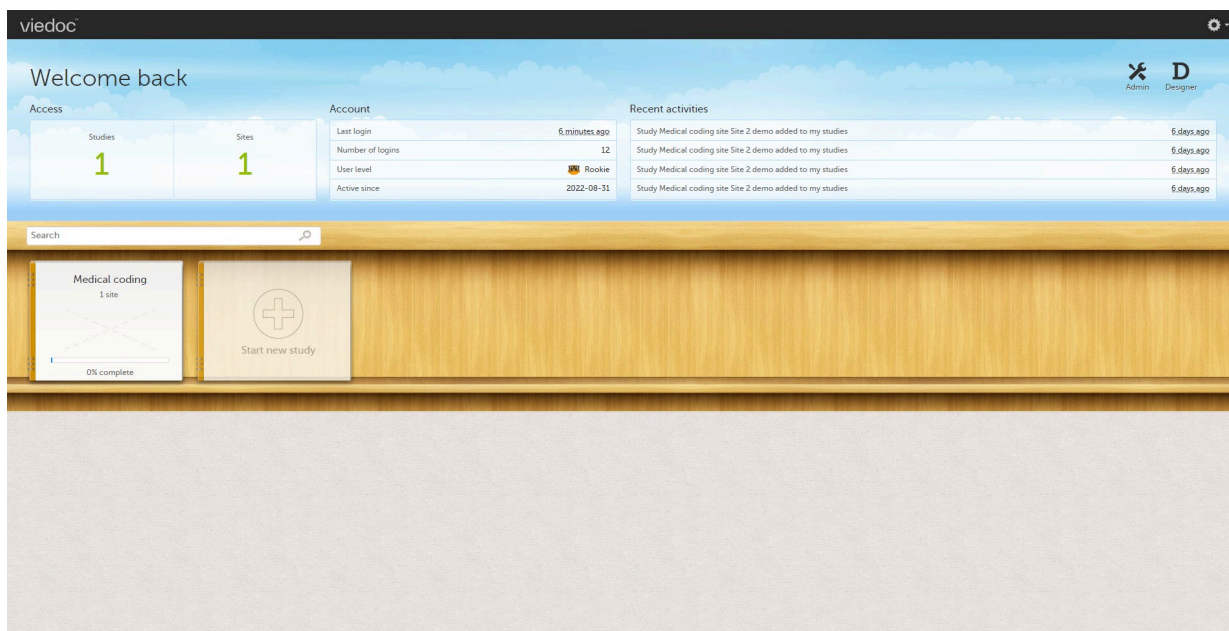 viedoc™
Welcome back
Admin
D
Designer
Access
Studies
Sites
1
1
Account
Last login 6 minutes ago
Number of logins 12
User level Rookie
Active since 2022-08-31
Recent activities
Study Medical coding site Site 2 demo added to my studies 6 days ago
Study Medical coding site Site 2 demo added to my studies 6 days ago
Study Medical coding site Site 2 demo added to my studies 6 days ago
Study Medical coding site Site 2 demo added to my studies 6 days ago
Search
Medical coding
1 site
0% complete
Start new study